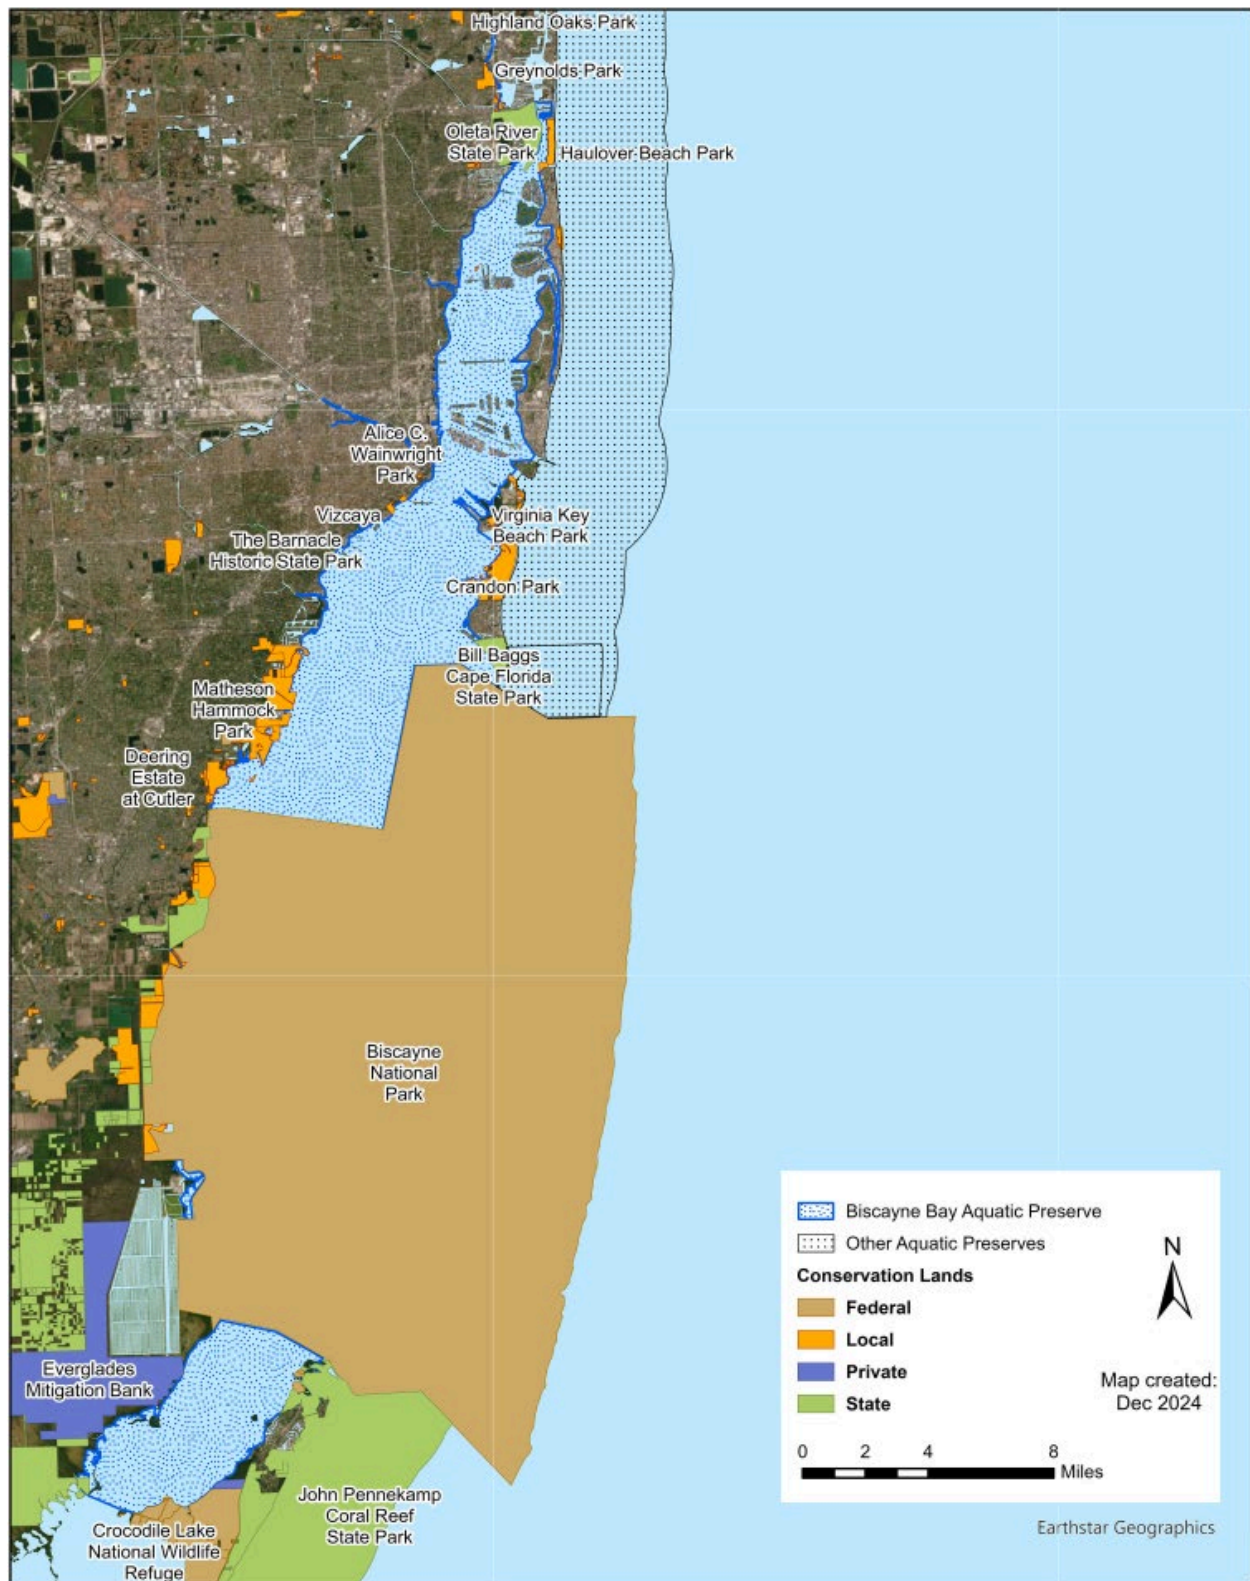 Highland Oaks Park
Greynolds Park
Oleta River
State Park
Haulover Beach Park
Alice C.
Wainwright
Park
Vizcaya
Virginia Key
Beach Park
The Barnacle
Historic State Park
Crandon Park
Bill Baggs
Cape Florida
State Park
Matheson
Hammock
Park
Deering
Estate
at Cutler
Biscayne
National
Park
Everglades
Mitigation Bank
John Pennekamp
Coral Reef
State Park
Crocodile Lake
National Wildlife
Refuge
Biscayne Bay Aquatic Preserve
Other Aquatic Preserves
Conservation Lands
Federal
Local
Private
State
N
Map created:
Dec 2024
0 2 4 8
Miles
Earthstar Geographics